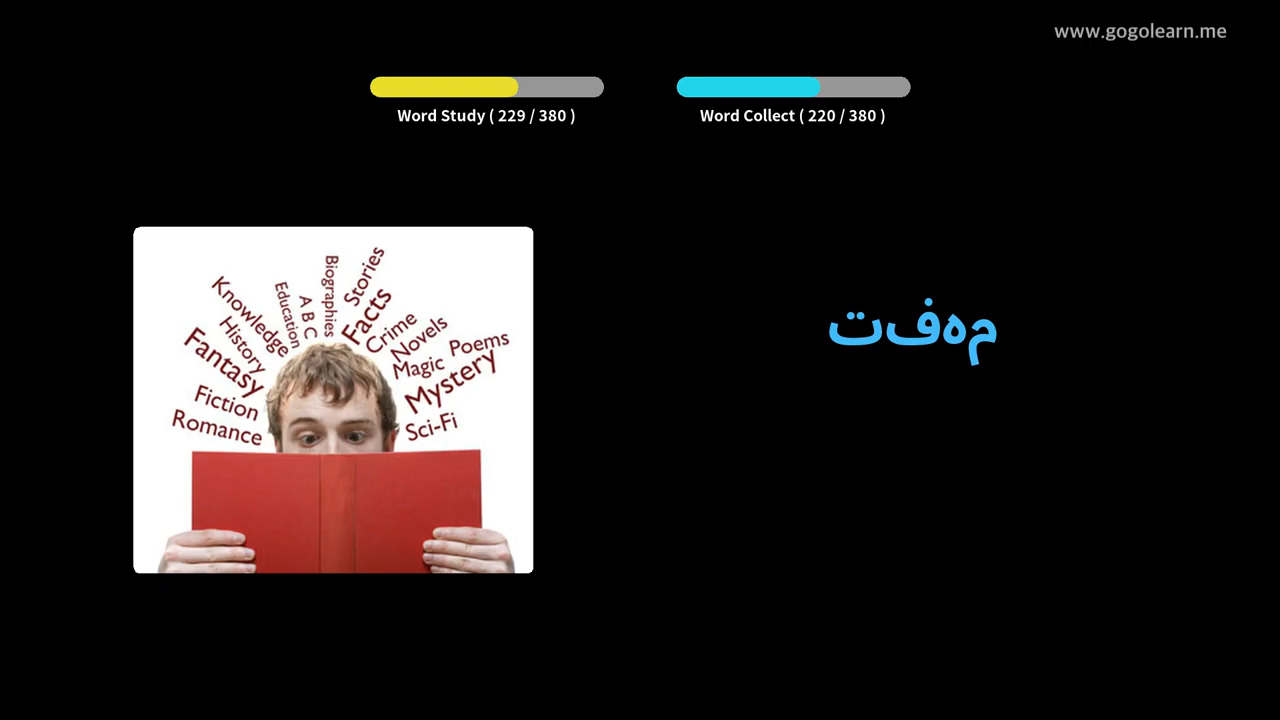 www.gogolearn.me
Word Study ( 229 / 380 )
Word Collect ( 220 / 380 )
Romance
Fiction
Fantasy
History
Knowledge
Education
A B C
Biographies
Stories
Facts
Crime
Novels
Magic
Poems
Mystery
Sci-Fi
مهفت